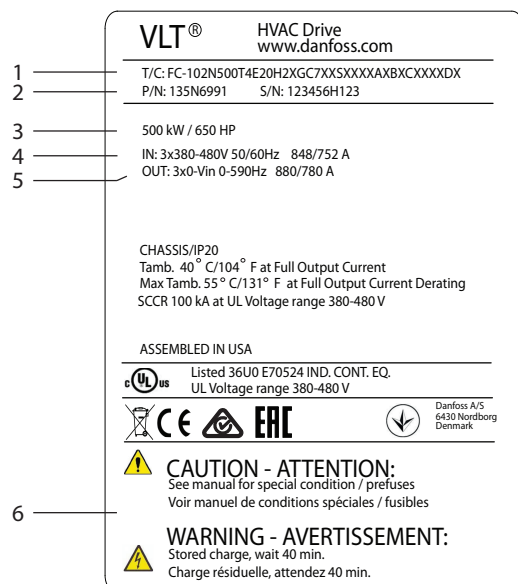 VLT® HVAC Drive
www.danfoss.com
1
T/C: FC-102N500T4E20H2XGC7XXSXXXXAXBXCXXXXDX
2
P/N: 135N6991 S/N: 123456H123
3
500 kW / 650 HP
4
IN: 3x380-480V 50/60Hz 848/752 A
5
OUT: 3x0-Vin 0-590Hz 880/780 A
CHASSIS/IP20
Tamb. 40° C/104° F at Full Output Current
Max Tamb. 55° C/131° F at Full Output Current Derating
SCCR 100 kA at UL Voltage range 380-480 V
ASSEMBLED IN USA
c UL us Listed 36U0 E70524 IND. CONT. EQ.
UL Voltage range 380-480 V
CE EAC
Danfoss A/S
6430 Nordborg
Denmark
CAUTION - ATTENTION:
See manual for special condition / prefuses
Voir manuel de conditions spéciales / fusibles
6
WARNING - AVERTISSEMENT:
Stored charge, wait 40 min.
Charge résiduelle, attendez 40 min.